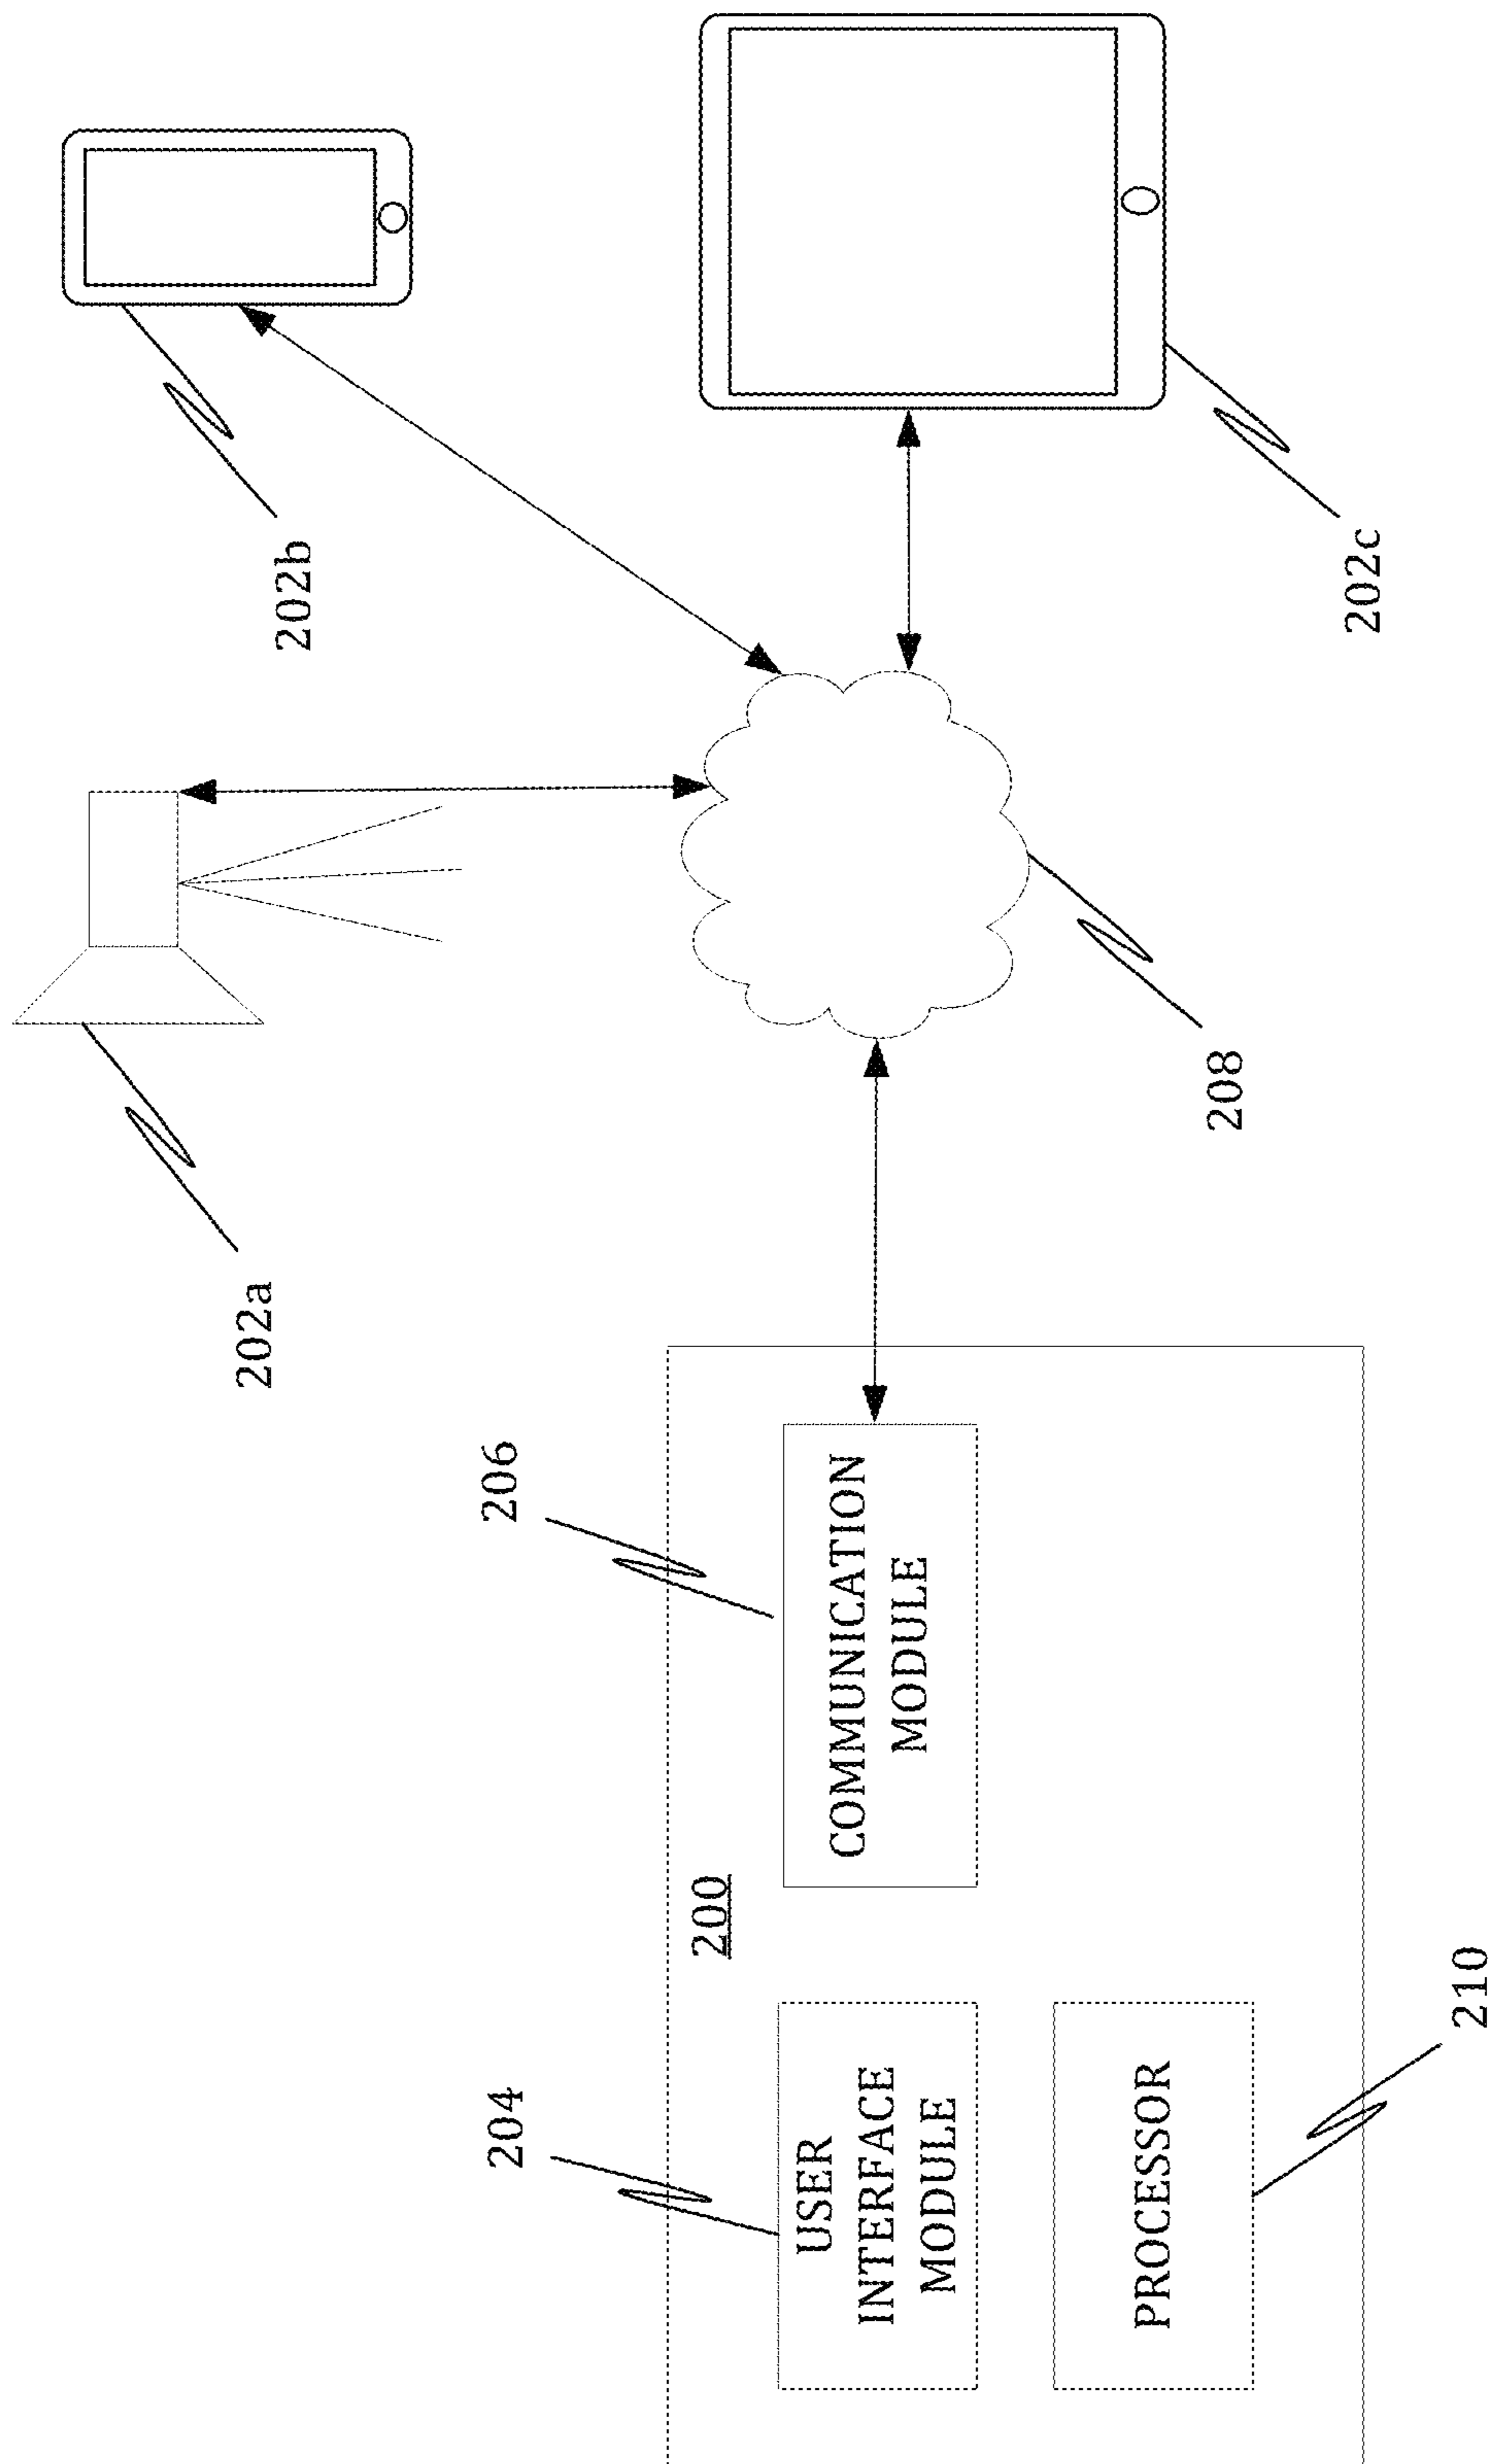 202a
202b
202c
208
200
204
USER
INTERFACE
MODULE
206
COMMUNICATION
MODULE
PROCESSOR
210